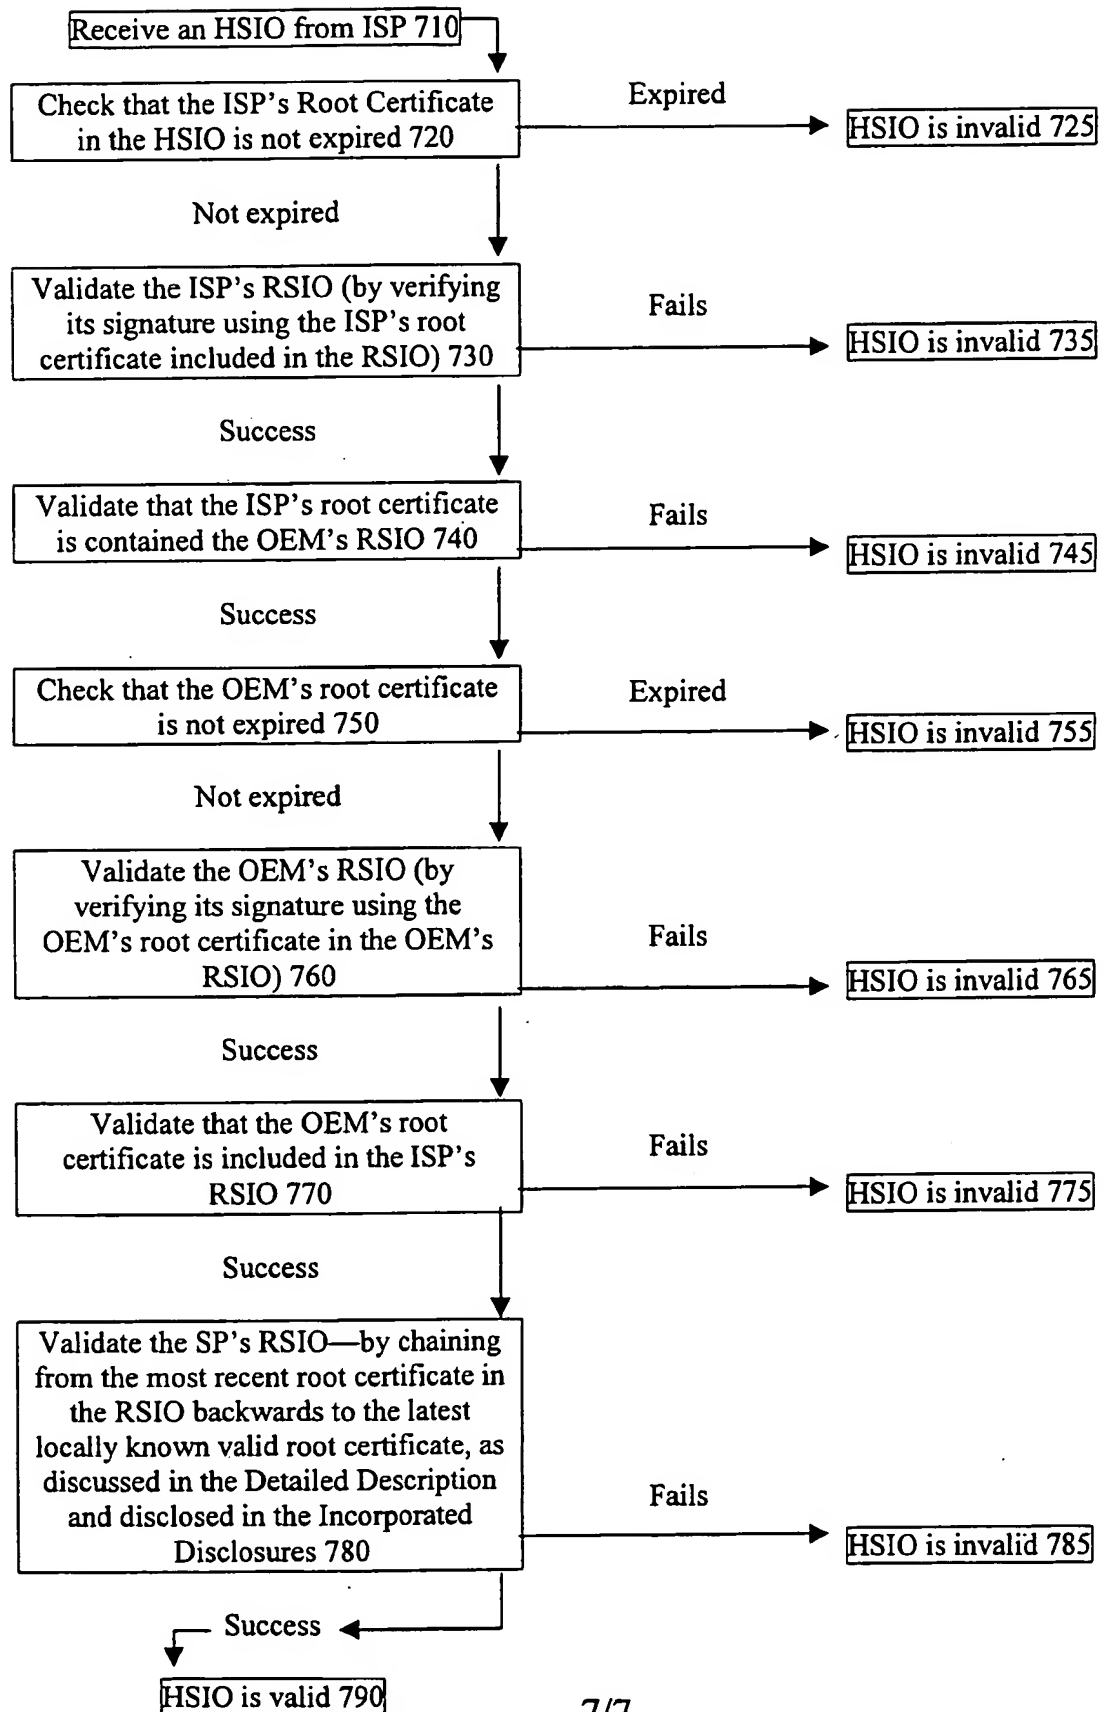 Receive an HSIO from ISP 710
Check that the ISP's Root Certificate
in the HSIO is not expired 720
Expired
HSIO is invalid 725
Not expired
Validate the ISP's RSIO (by verifying
its signature using the ISP's root
certificate included in the RSIO) 730
Fails
HSIO is invalid 735
Success
Validate that the ISP's root certificate
is contained the OEM's RSIO 740
Fails
HSIO is invalid 745
Success
Check that the OEM's root certificate
is not expired 750
Expired
HSIO is invalid 755
Not expired
Validate the OEM's RSIO (by
verifying its signature using the
OEM's root certificate in the OEM's
RSIO) 760
Fails
HSIO is invalid 765
Success
Validate that the OEM's root
certificate is included in the ISP's
RSIO 770
Fails
HSIO is invalid 775
Success
Validate the SP's RSIO—by chaining
from the most recent root certificate in
the RSIO backwards to the latest
locally known valid root certificate, as
discussed in the Detailed Description
and disclosed in the Incorporated
Disclosures 780
Fails
HSIO is invalid 785
Success
HSIO is valid 790
7/7